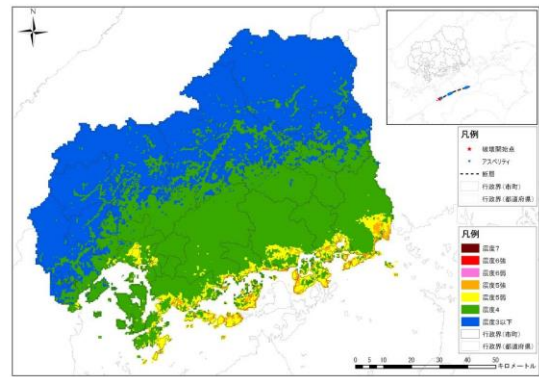 N
凡例
破壊開始点
アスペリティ
断層
行政界(市町)
行政界(都道府県)
凡例
震度7
震度6強
震度6弱
震度5強
震度5弱
震度4
震度3以下
行政界(市町)
行政界(都道府県)
0 5 10 20 30 40 50
キロメートル